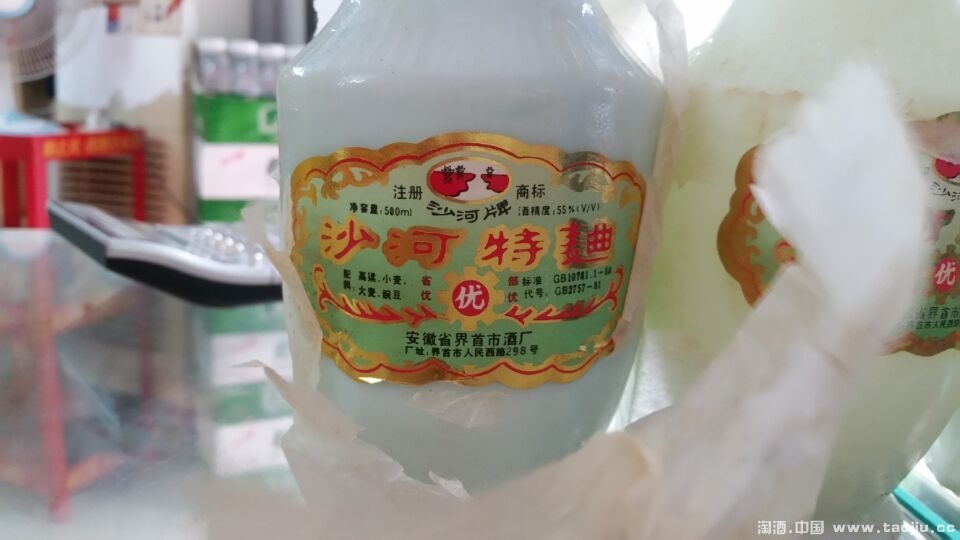 注册 商标
沙河牌
净容量:500ml 酒精度:55%(V/V)
沙河特麯
配料: 高粱.小麦. 大麦.豌豆
省优 优 部优
标准代号: GB10781.1-89 GB2757-81
安徽省界首市酒厂
厂址:界首市人民西路298号
优
淘酒.中国 www.taojiu.cc